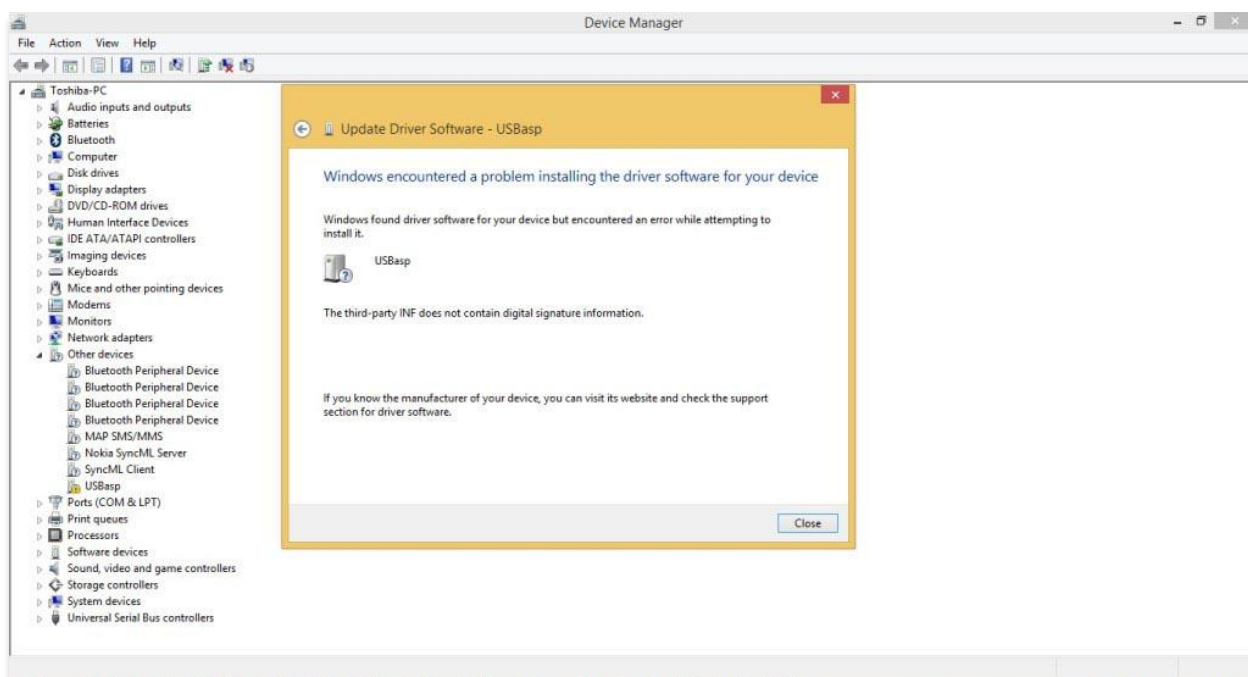 Device Manager
File Action View Help
Toshiba-PC
Audio inputs and outputs
Batteries
Bluetooth
Computer
Disk drives
Display adapters
DVD/CD-ROM drives
Human Interface Devices
IDE ATA/ATAPI controllers
Imaging devices
Keyboards
Mice and other pointing devices
Modems
Monitors
Network adapters
Other devices
Bluetooth Peripheral Device
Bluetooth Peripheral Device
Bluetooth Peripheral Device
Bluetooth Peripheral Device
MAP SMS/MMS
Nokia SyncML Server
SyncML Client
USBasp
Ports (COM & LPT)
Print queues
Processors
Software devices
Sound, video and game controllers
Storage controllers
System devices
Universal Serial Bus controllers
Update Driver Software - USBasp
Windows encountered a problem installing the driver software for your device
Windows found driver software for your device but encountered an error while attempting to
install it.
USBasp
The third-party INF does not contain digital signature information.
If you know the manufacturer of your device, you can visit its website and check the support
section for driver software.
Close